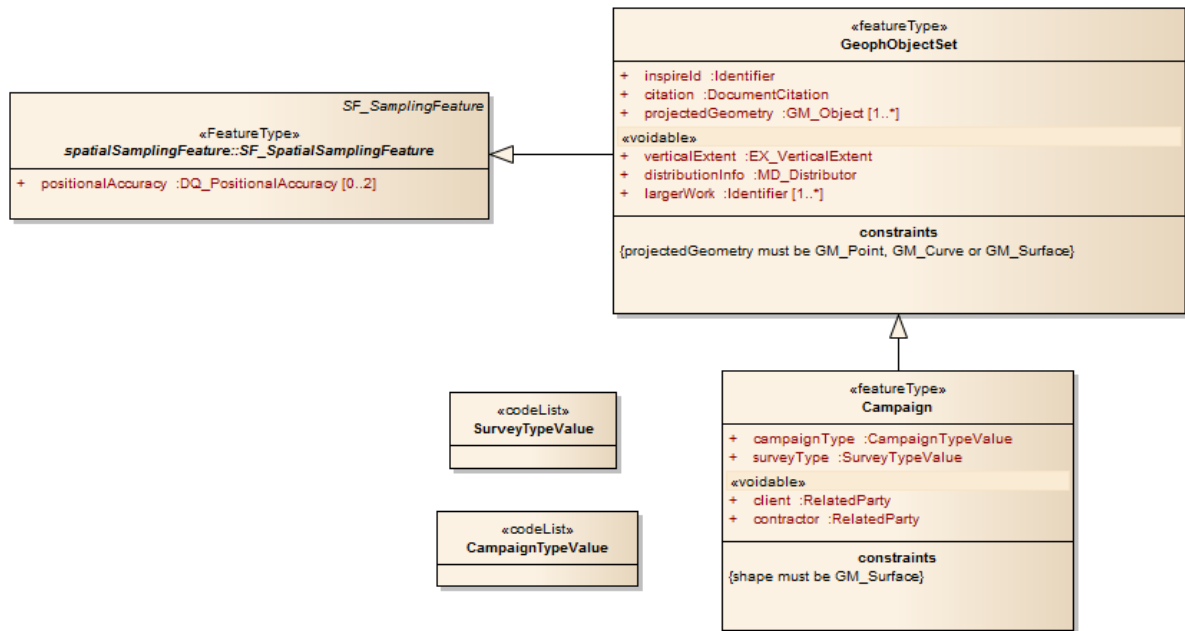 «featureType»
GeophObjectSet
+ inspireId :Identifier
+ citation :DocumentCitation
+ projectedGeometry :GM_Object [1..*]
«voidable»
+ verticalExtent :EX_VerticalExtent
+ distributionInfo :MD_Distributor
+ largerWork :Identifier [1..*]
constraints
{projectedGeometry must be GM_Point, GM_Curve or GM_Surface}
SF_SamplingFeature
«FeatureType»
spatialSamplingFeature::SF_SpatialSamplingFeature
+ positionalAccuracy :DQ_PositionalAccuracy [0..2]
«featureType»
Campaign
+ campaignType :CampaignTypeValue
+ surveyType :SurveyTypeValue
«voidable»
+ client :RelatedParty
+ contractor :RelatedParty
constraints
{shape must be GM_Surface}
«codeList»
SurveyTypeValue
«codeList»
CampaignTypeValue